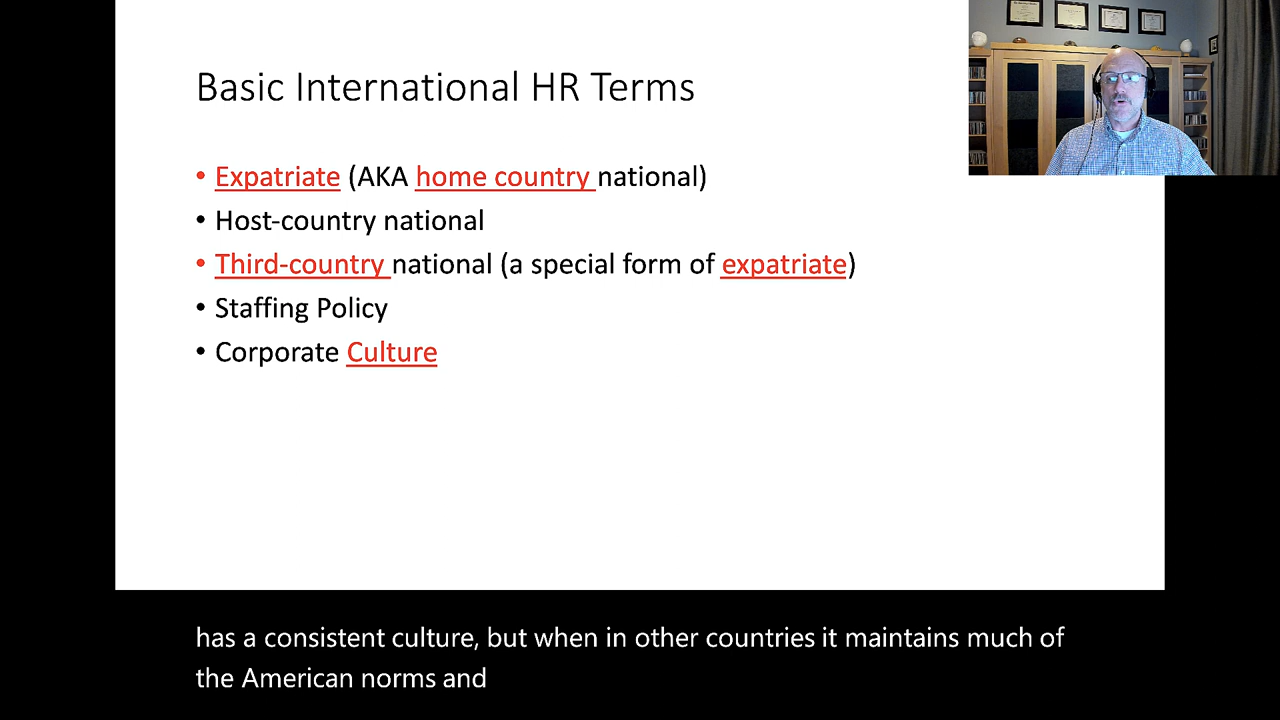 Basic International HR Terms
• Expatriate (AKA home country national)
• Host-country national
• Third-country national (a special form of expatriate)
• Staffing Policy
• Corporate Culture
has a consistent culture, but when in other countries it maintains much of
the American norms and